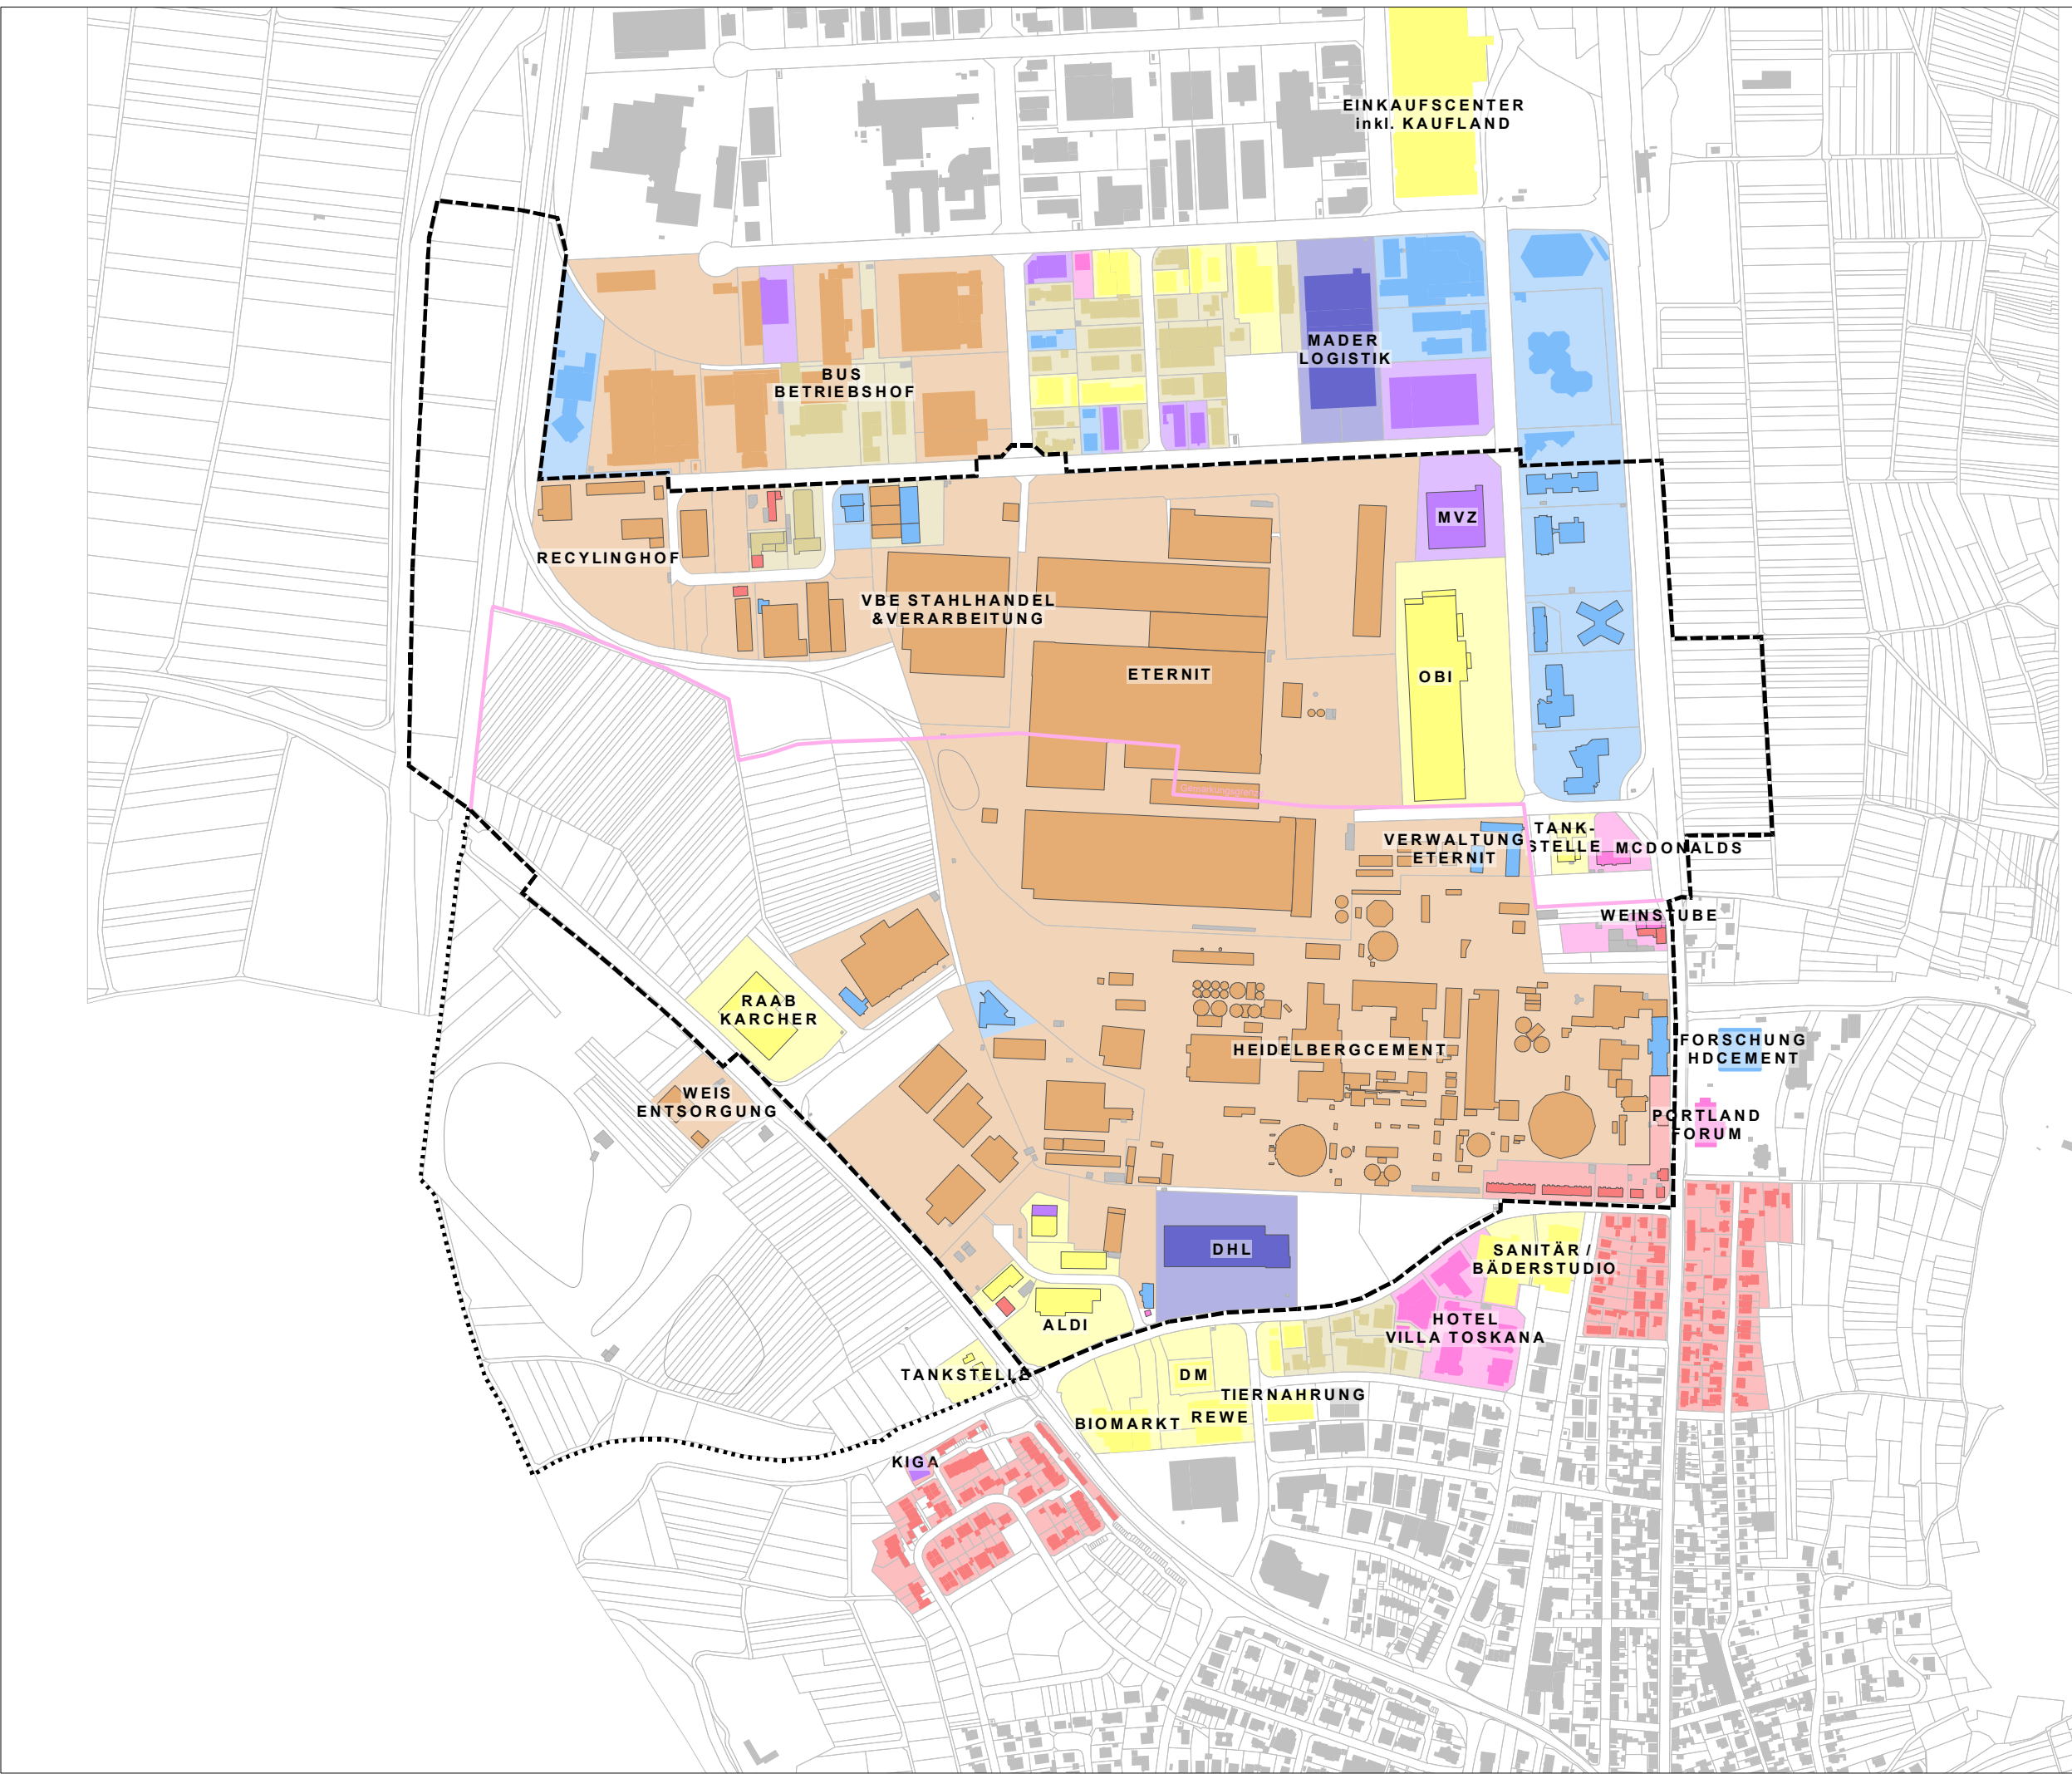 EINKAUFSCENTER
inkl. KAUFLAND
MADER
LOGISTIK
BUS
BETRIEBSHOF
MVZ
RECYLINGHOF
VBE STAHLHANDEL
&VERARBEITUNG
ETERNIT
OBI
Gemarkungsgrenze
VERWALTUNG
ETERNIT
TANK-
STELLE
MCDONALDS
WEINSTUBE
RAAB
KARCHER
HEIDELBERGCEMENT
FORSCHUNG
HDCEMENT
WEIS
ENTSORGUNG
PORTLAND
FORUM
DHL
SANITÄR /
BÄDERSTUDIO
ALDI
HOTEL
VILLA TOSKANA
TANKSTELLE
DM
TIERNAHRUNG
BIOMARKT
REWE
KIGA